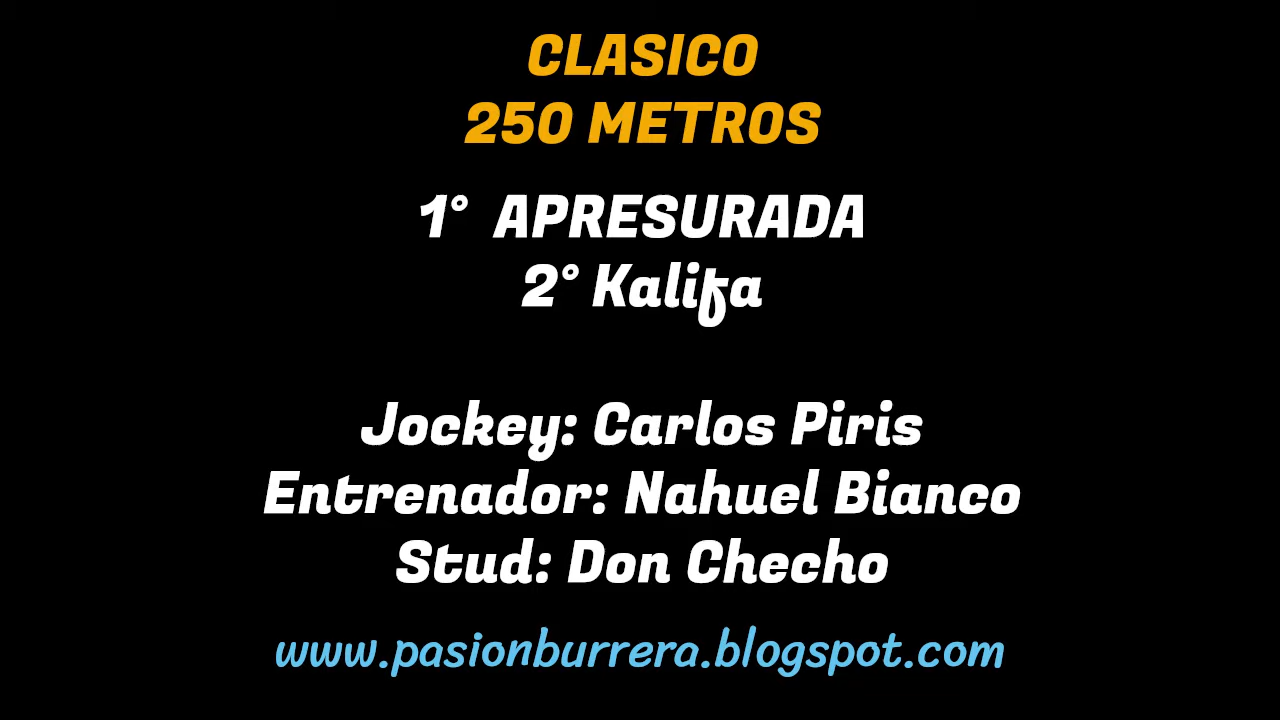 CLASICO
250 METROS
1° APRESURADA
2° Kalifa
Jockey: Carlos Piris
Entrenador: Nahuel Bianco
Stud: Don Checho
www.pasionburrera.blogspot.com